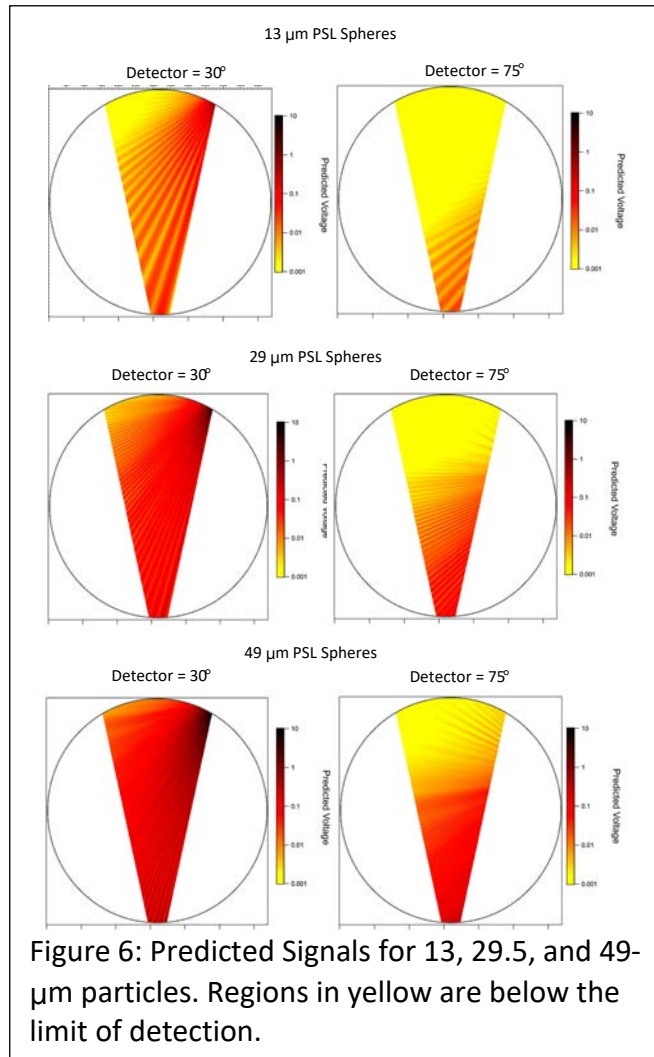 13 µm PSL Spheres
Detector = 30°
Detector = 75°
10
1
0.1
0.01
0.001
Predicted Voltage
10
1
0.1
0.01
0.001
Predicted Voltage
29 µm PSL Spheres
Detector = 30°
Detector = 75°
10
1
0.1
0.01
0.001
Predicted Voltage
10
1
0.1
0.01
0.001
Predicted Voltage
49 µm PSL Spheres
Detector = 30°
Detector = 75°
10
1
0.1
0.01
0.001
Predicted Voltage
10
1
0.1
0.01
0.001
Predicted Voltage
Figure 6: Predicted Signals for 13, 29.5, and 49-
µm particles. Regions in yellow are below the
limit of detection.